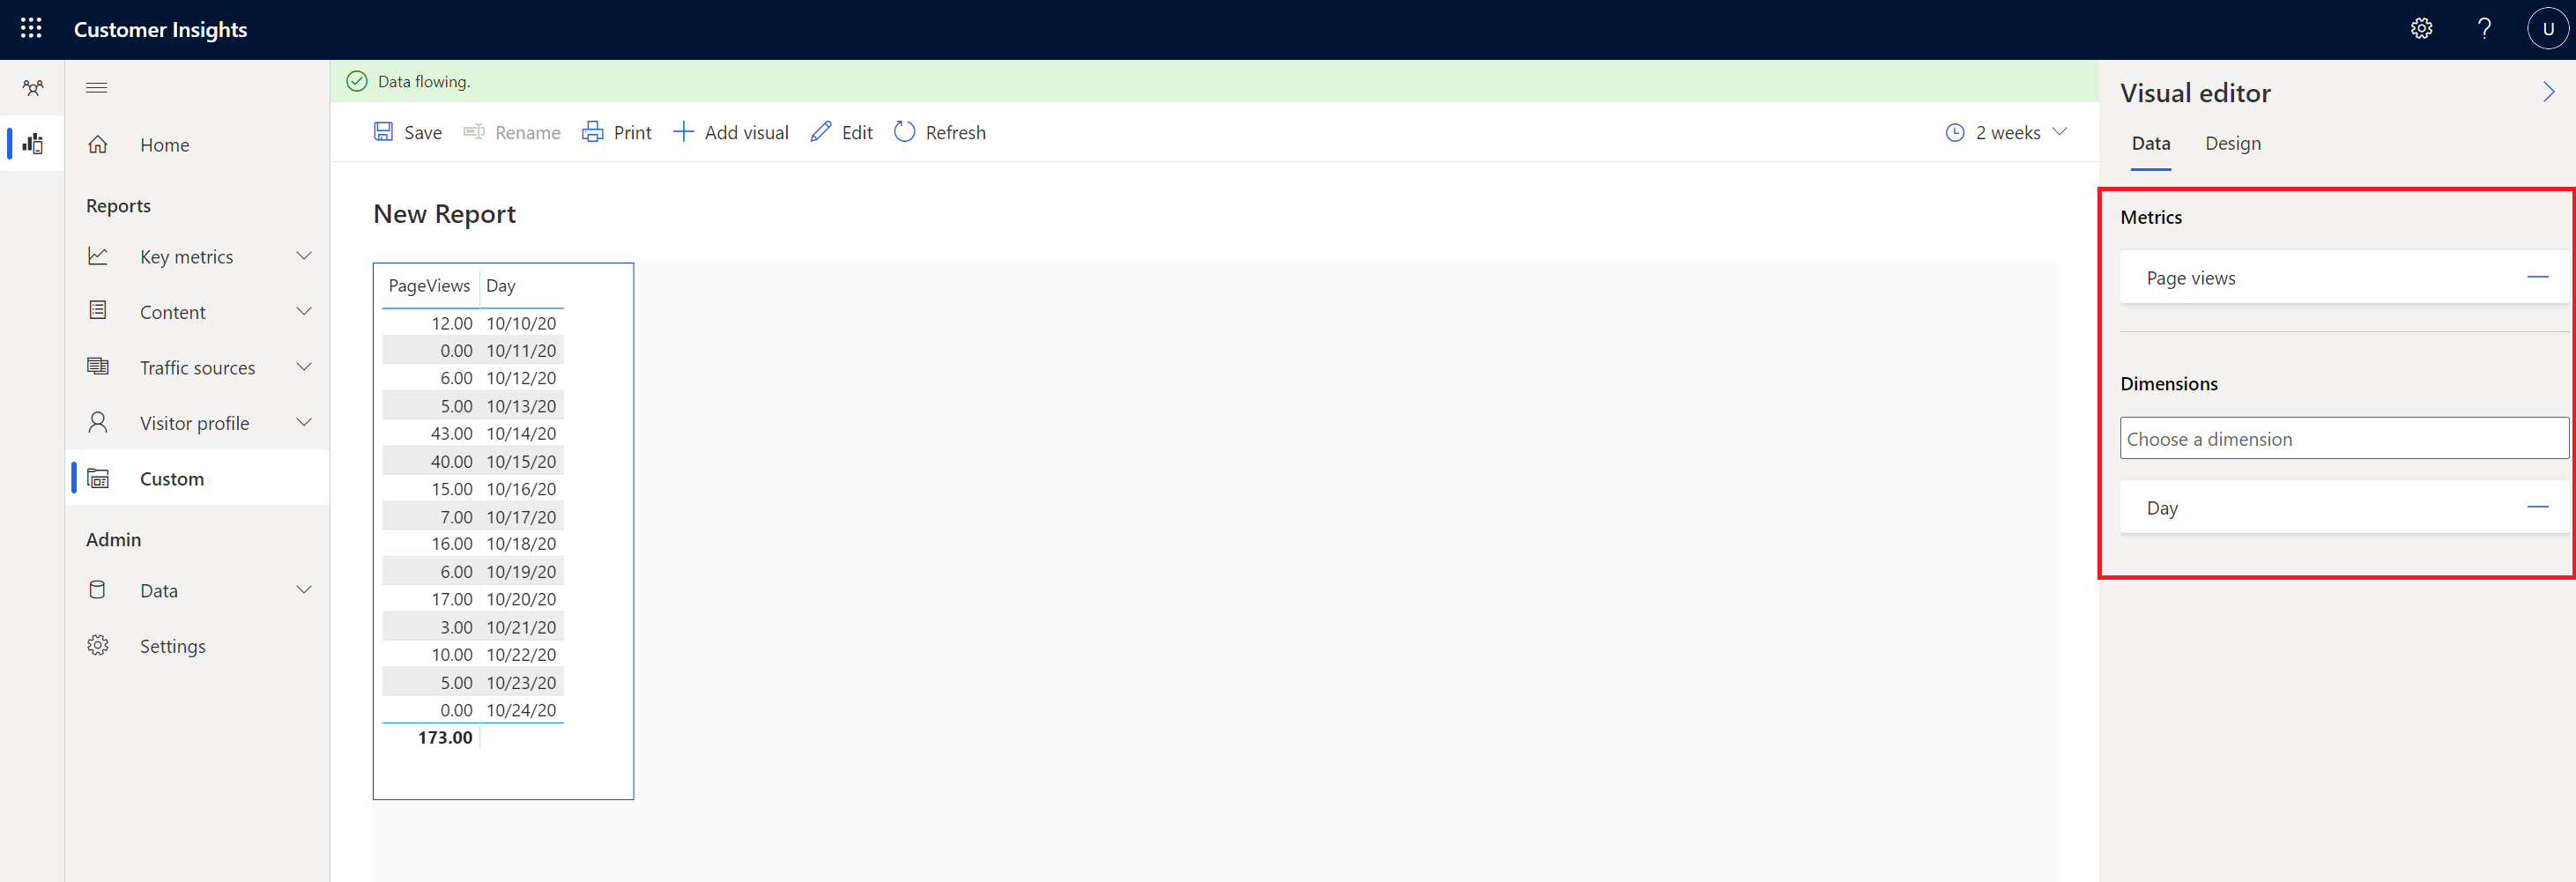 Customer Insights
U
Data flowing.
Save Rename Print Add visual Edit Refresh
2 weeks
Home
Reports
Key metrics
Content
Traffic sources
Visitor profile
Custom
Admin
Data
Settings
New Report
PageViews Day
12.00 10/10/20
0.00 10/11/20
6.00 10/12/20
5.00 10/13/20
43.00 10/14/20
40.00 10/15/20
15.00 10/16/20
7.00 10/17/20
16.00 10/18/20
6.00 10/19/20
17.00 10/20/20
3.00 10/21/20
10.00 10/22/20
5.00 10/23/20
0.00 10/24/20
173.00
Visual editor
Data Design
Metrics
Page views
Dimensions
Choose a dimension
Day